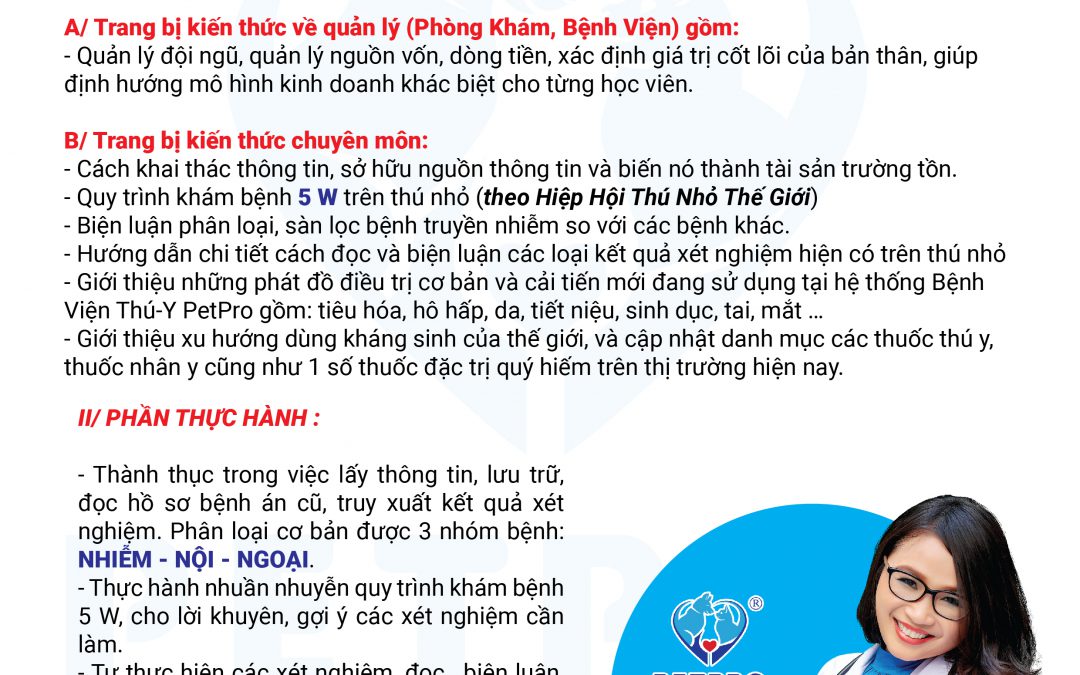 A/ Trang bị kiến thức về quản lý (Phòng Khám, Bệnh Viện) gồm:
- Quản lý đội ngũ, quản lý nguồn vốn, dòng tiền, xác định giá trị cốt lõi của bản thân, giúp
định hướng mô hình kinh doanh khác biệt cho từng học viên.
B/ Trang bị kiến thức chuyên môn:
- Cách khai thác thông tin, sở hữu nguồn thông tin và biến nó thành tài sản trường tồn.
- Quy trình khám bệnh 5 W trên thú nhỏ (theo Hiệp Hội Thú Nhỏ Thế Giới)
- Biện luận phân loại, sàn lọc bệnh truyền nhiễm so với các bệnh khác.
- Hướng dẫn chi tiết cách đọc và biện luận các loại kết quả xét nghiệm hiện có trên thú nhỏ
- Giới thiệu những phát đồ điều trị cơ bản và cải tiến mới đang sử dụng tại hệ thống Bệnh
Viện Thú-Y PetPro gồm: tiêu hóa, hô hấp, da, tiết niệu, sinh dục, tai, mắt ...
- Giới thiệu xu hướng dùng kháng sinh của thế giới, và cập nhật danh mục các thuốc thú y,
thuốc nhân y cũng như 1 số thuốc đặc trị quý hiếm trên thị trường hiện nay.
II/ PHẦN THỰC HÀNH :
- Thành thục trong việc lấy thông tin, lưu trữ,
đọc hồ sơ bệnh án cũ, truy xuất kết quả xét
nghiệm. Phân loại cơ bản được 3 nhóm bệnh:
NHIỄM - NỘI - NGOẠI.
- Thực hành nhuần nhuyễn quy trình khám bệnh
5 W, cho lời khuyên, gợi ý các xét nghiệm cần
làm.
- Tự thực hiện các xét nghiệm, đọc , biện luận
®
PETPRO